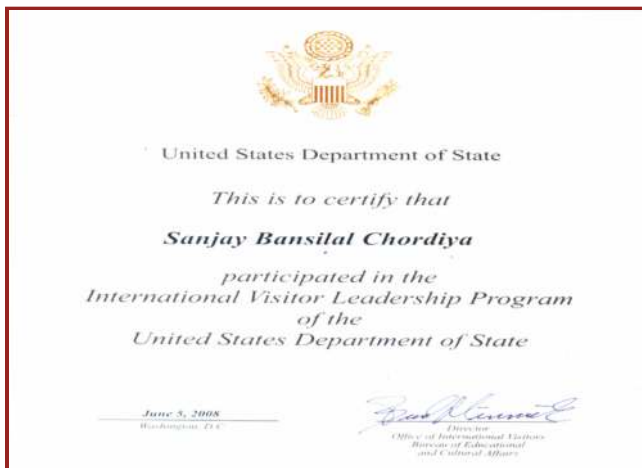 United States Department of State
This is to certify that
Sanjay Bansilal Chordiya
participated in the
International Visitor Leadership Program
of the
United States Department of State
June 5, 2008
Washington, D.C.
Director
Office of International Visitors
Bureau of Educational
and Cultural Affairs